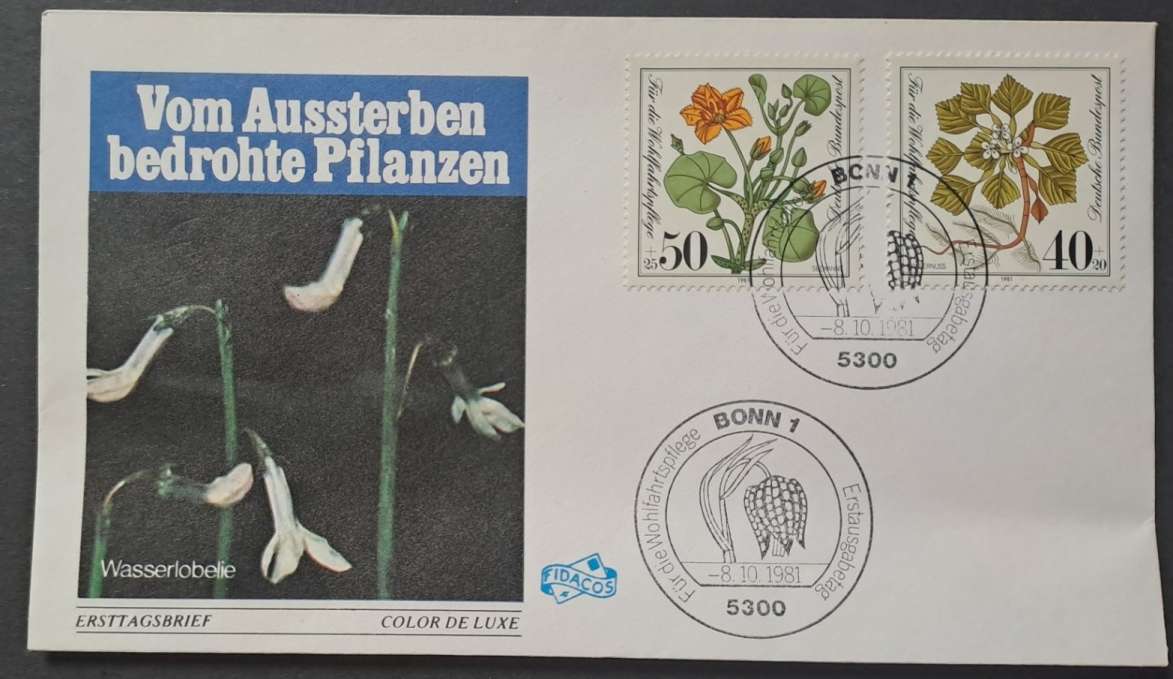 Vom Aussterben
bedrohte Pflanzen
Wasserlobelie
ERSTTAGSBRIEF
COLOR DE LUXE
FIDACOS
Für die Wohlfahrtspflege
Deutsche Bundespost
+25
50
Für die Wohlfahrtspflege
Deutsche Bundespost
40
+20
1981
BONN 1
Für die Wohlfahrtspflege
Erstausgabetag
-8.10.1981
5300
BONN 1
Für die Wohlfahrtspflege
Erstausgabetag
-8.10.1981
5300